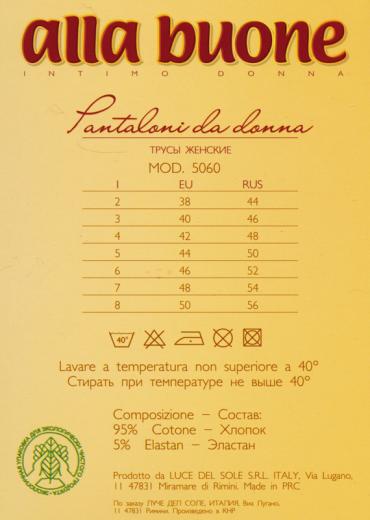 alla buone
INTIMO DONNA
Pantaloni da donna
ТРУСЫ ЖЕНСКИЕ
MOD. 5060
I EU RUS
2 38 44
3 40 46
4 42 48
5 44 50
6 46 52
7 48 54
8 50 56
40°
Lavare a temperatura non superiore a 40°
Стирать при температуре не выше 40°
Composizione – Состав:
95% Cotone – Хлопок
5% Elastan – Эластан
ЭКОЛОГИЧЕСКИ ЧИСТОГО ПРОДУКТА
Prodotto da LUCE DEL SOLE S.R.L. ITALY, Via Lugano,
11 47831 Miramare di Rimini. Made in PRC
По заказу ЛУЧЕ ДЕЛ СОЛЕ, ИТАЛИЯ, Виа Лугано,
11 47831 Римини. Произведено в КНР